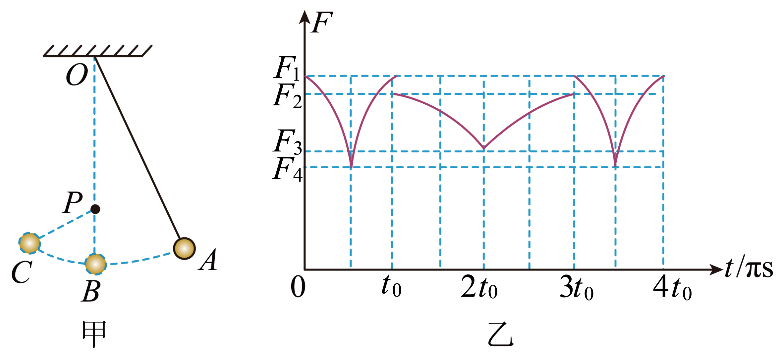 O
P
C
B
A
甲
F
F₁
F₂
F₃
F₄
0
t₀
2t₀
3t₀
4t₀
t/πs
乙